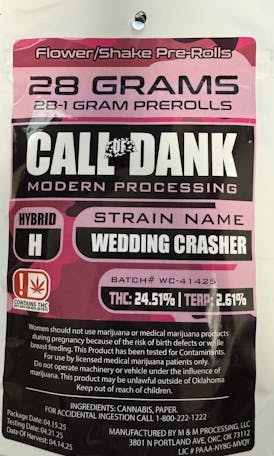 Flower/Shake Pre-Rolls
28 GRAMS
28-1 GRAM PREROLLS
CALL DANK
MODERN PROCESSING
HYBRID
H
STRAIN NAME
WEDDING CRASHER
BATCH# WC-41425
THC: 24.51% | TERP: 2.61%
CONTAINS THC
Women should not use marijuana or medical marijuana products
during pregnancy because of the risk of birth defects or while
breast feeding. This Product has been tested for Contaminants.
For use by licensed medical marijuana patients only.
Do not operate machinery or vehicle under the influence of
marijuana. This product may be unlawful outside of Oklahoma
Keep out of reach of children.
INGREDIENTS: CANNABIS, PAPER.
FOR ACCIDENTAL INGESTION CALL 1-800-222-1222
Package Date: 04.15.25
Testing Date: 04.21.25
Date Of Harvest: 04.14.25
MANUFACTURED BY M & M PROCESSING, LLC
3801 N PORTLAND AVE, OKC. OK 73112
LIC # PAAA-NYBG-MVQY